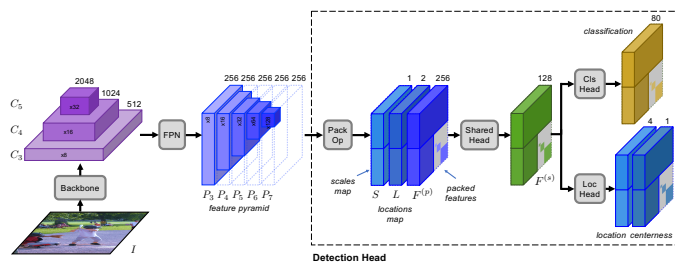 2048
1024
512
C5
C4
C3
x32
x16
x8
Backbone
I
FPN
256 256 256 256 256
x8
x16
x32
x64
x128
P3 P4 P5 P6 P7
feature pyramid
Pack Op
1 2 256
scales map
S L F(p)
locations map
packed features
Shared Head
128
F(s)
Cls Head
classification
80
Loc Head
4 1
location centerness
Detection Head